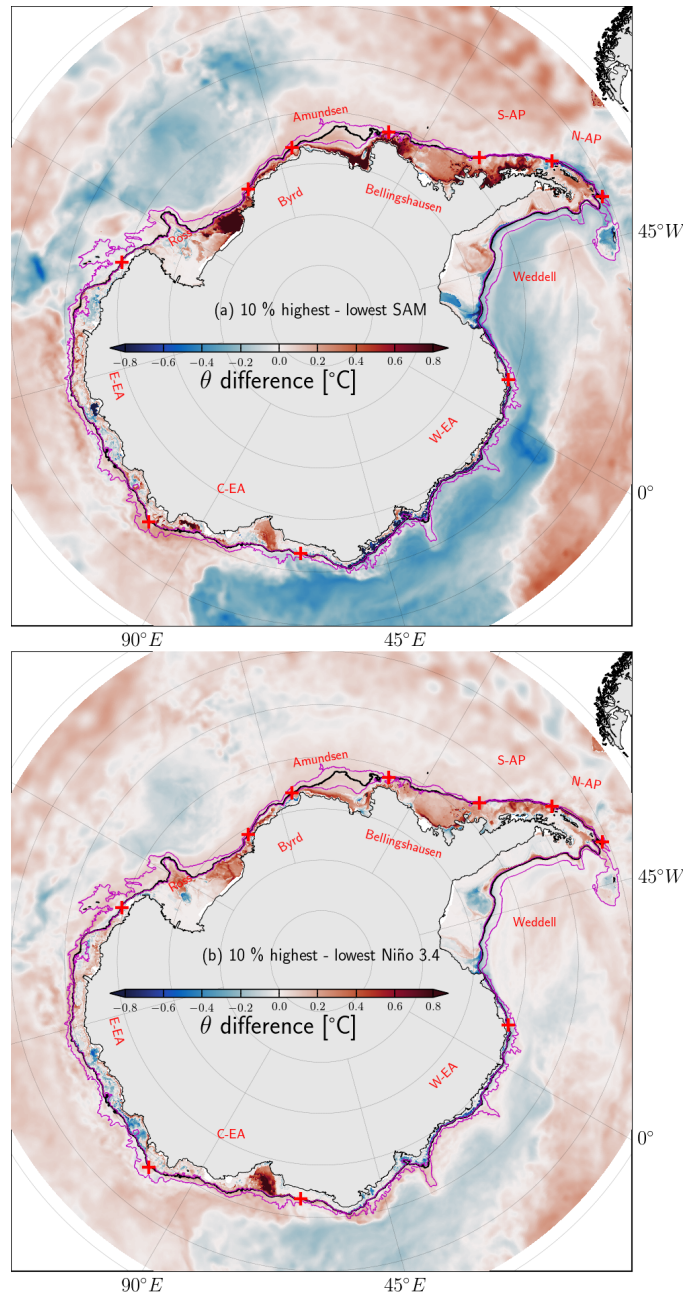 Amundsen
S-AP
N-AP
Byrd
Bellingshausen
45°W
Ross
Weddell
(a) 10 % highest - lowest SAM
−0.8 −0.6 −0.4 −0.2 0.0 0.2 0.4 0.6 0.8
θ difference [°C]
E-EA
W-EA
C-EA
0°
90°E 45°E
Amundsen
S-AP
N-AP
Byrd
Bellingshausen
45°W
Ross
Weddell
(b) 10 % highest - lowest Niño 3.4
−0.8 −0.6 −0.4 −0.2 0.0 0.2 0.4 0.6 0.8
θ difference [°C]
E-EA
W-EA
C-EA
0°
90°E 45°E